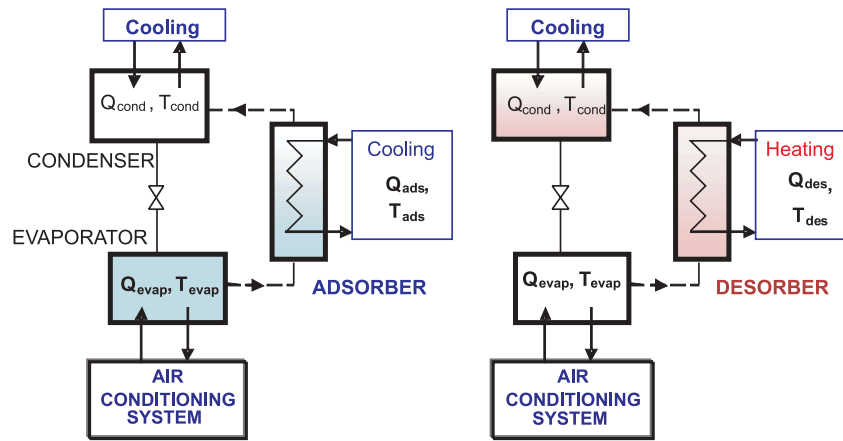 Cooling
Qcond , Tcond
CONDENSER
Cooling
Qads,
Tads
EVAPORATOR
Qevap, Tevap
ADSORBER
AIR
CONDITIONING
SYSTEM
Cooling
Qcond , Tcond
Heating
Qdes,
Tdes
Qevap, Tevap
DESORBER
AIR
CONDITIONING
SYSTEM